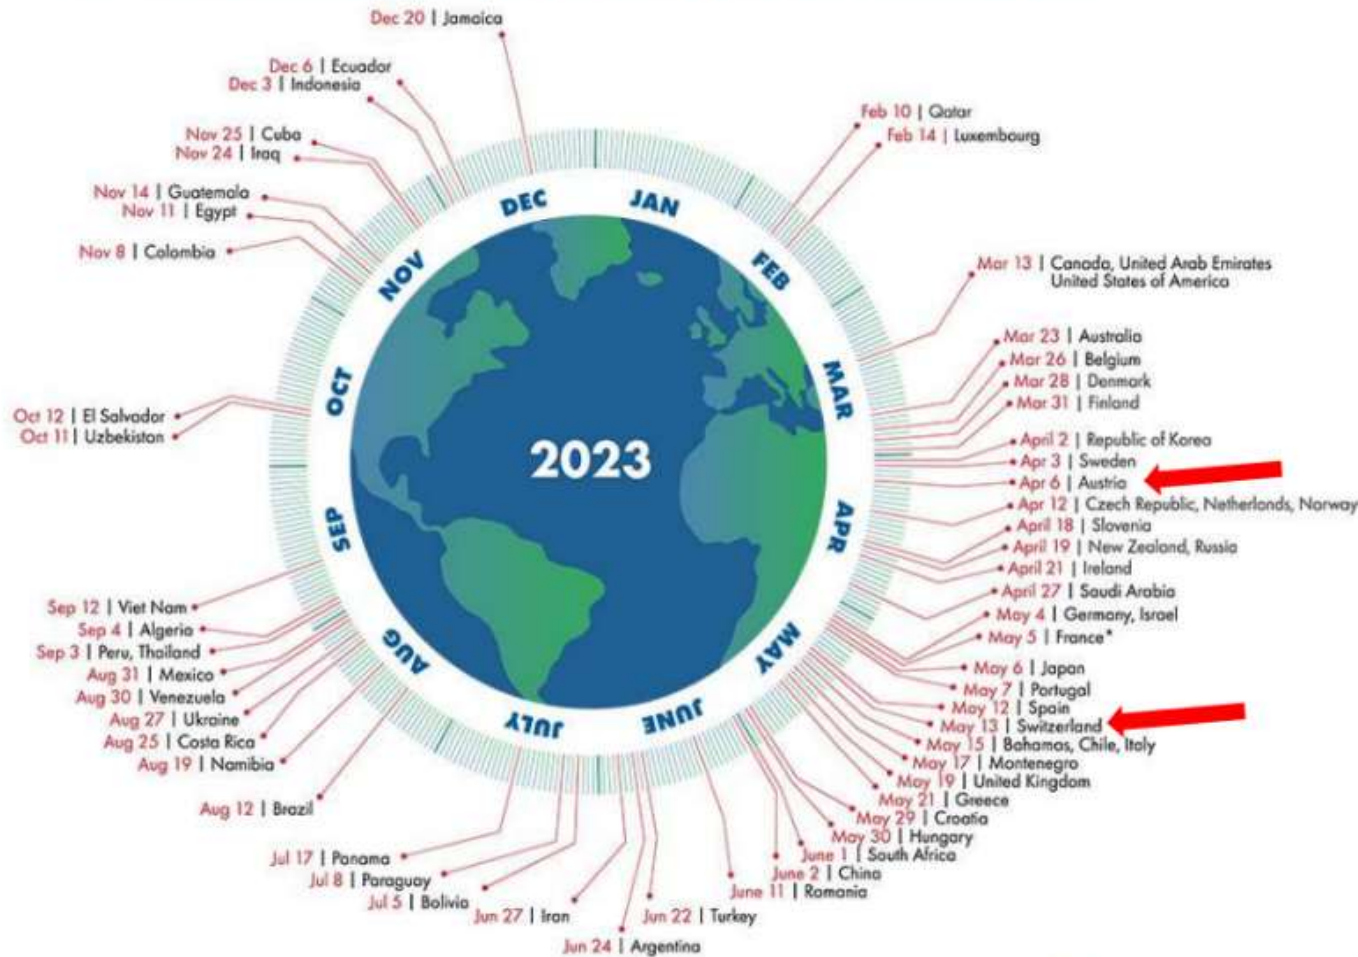 Dec 20 | Jamaica
Dec 6 | Ecuador
Dec 3 | Indonesia
Nov 25 | Cuba
Nov 24 | Iraq
Nov 14 | Guatemala
Nov 11 | Egypt
Nov 8 | Colombia
Oct 12 | El Salvador
Oct 11 | Uzbekistan
Sep 12 | Viet Nam
Sep 4 | Algeria
Sep 3 | Peru, Thailand
Aug 31 | Mexico
Aug 30 | Venezuela
Aug 27 | Ukraine
Aug 25 | Costa Rica
Aug 19 | Namibia
Aug 12 | Brazil
Jul 17 | Panama
Jul 8 | Paraguay
Jul 5 | Bolivia
Jun 27 | Iran
Jun 24 | Argentina
Jun 22 | Turkey
Feb 10 | Qatar
Feb 14 | Luxembourg
Mar 13 | Canada, United Arab Emirates
United States of America
Mar 23 | Australia
Mar 26 | Belgium
Mar 28 | Denmark
Mar 31 | Finland
April 2 | Republic of Korea
Apr 3 | Sweden
Apr 6 | Austria
Apr 12 | Czech Republic, Netherlands, Norway
April 18 | Slovenia
April 19 | New Zealand, Russia
April 21 | Ireland
April 27 | Saudi Arabia
May 4 | Germany, Israel
May 5 | France*
May 6 | Japan
May 7 | Portugal
May 12 | Spain
May 13 | Switzerland
May 15 | Bahamas, Chile, Italy
May 17 | Montenegro
May 19 | United Kingdom
May 21 | Greece
May 29 | Croatia
May 30 | Hungary
June 1 | South Africa
June 2 | China
June 11 | Romania
JAN
FEB
MAR
APR
MAY
JUNE
JULY
AUG
SEP
OCT
NOV
DEC
2023